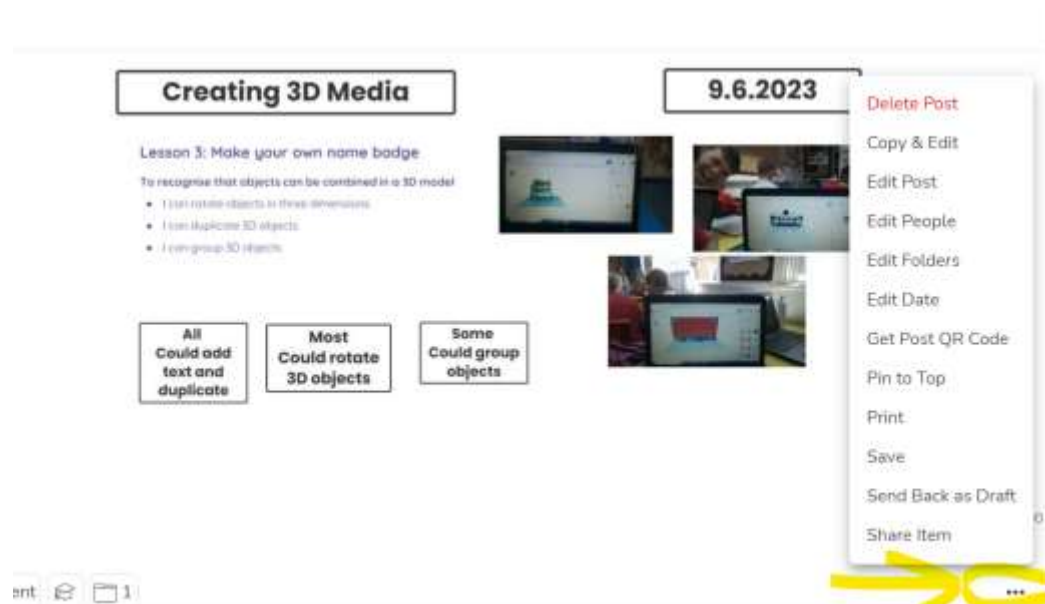 Creating 3D Media
9.6.2023
Lesson 3: Make your own name badge
To recognise that objects can be combined in a 3D model
I can rotate objects in three dimensions
I can duplicate 3D objects
I can group 3D objects
All
Could add
text and
duplicate
Most
Could rotate
3D objects
Some
Could group
objects
Delete Post
Copy & Edit
Edit Post
Edit People
Edit Folders
Edit Date
Get Post QR Code
Pin to Top
Print
Save
Send Back as Draft
Share Item
ent
1